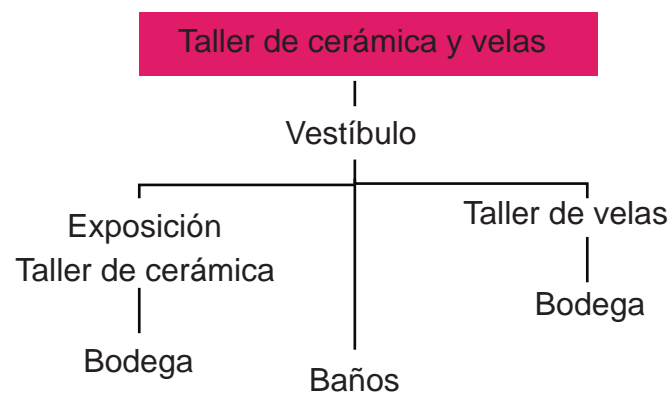 Taller de cerámica y velas
Vestíbulo
Exposición
Taller de cerámica
Bodega
Baños
Taller de velas
Bodega